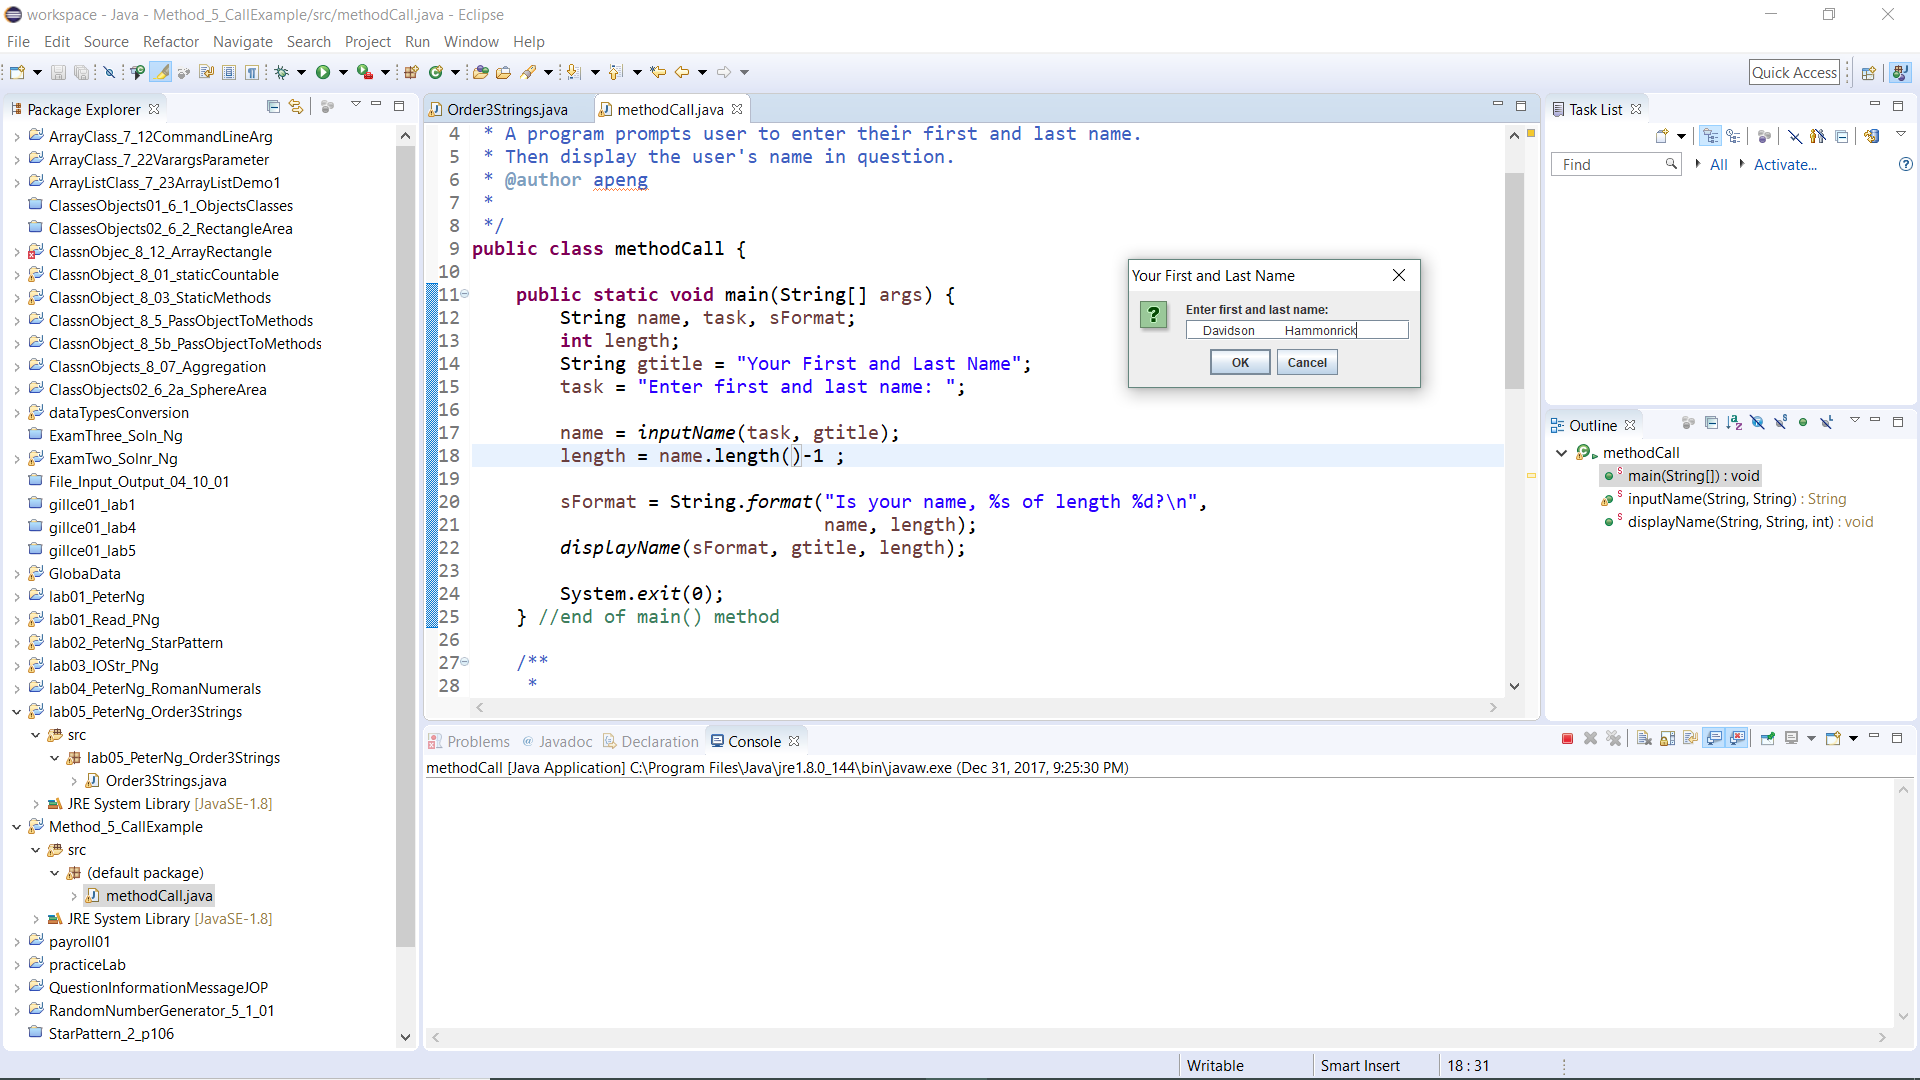 workspace - Java - Method_5_CallExample/src/methodCall.java - Eclipse
File Edit Source Refactor Navigate Search Project Run Window Help
Quick Access
Package Explorer
ArrayClass_7_12CommandLineArg
ArrayClass_7_22VarargsParameter
ArrayListClass_7_23ArrayListDemo1
ClassesObjects01_6_1_ObjectsClasses
ClassesObjects02_6_2_RectangleArea
ClassnObjec_8_12_ArrayRectangle
ClassnObject_8_01_staticCountable
ClassnObject_8_03_StaticMethods
ClassnObject_8_5_PassObjectToMethods
ClassnObject_8_5b_PassObjectToMethods
ClassnObjects_8_07_Aggregation
ClassObjects02_6_2a_SphereArea
dataTypesConversion
ExamThree_Soln_Ng
ExamTwo_Solnr_Ng
File_Input_Output_04_10_01
gillce01_lab1
gillce01_lab4
gillce01_lab5
GlobaData
lab01_PeterNg
lab01_Read_PNg
lab02_PeterNg_StarPattern
lab03_IOStr_PNg
lab04_PeterNg_RomanNumerals
lab05_PeterNg_Order3Strings
src
lab05_PeterNg_Order3Strings
Order3Strings.java
JRE System Library [JavaSE-1.8]
Method_5_CallExample
src
(default package)
methodCall.java
JRE System Library [JavaSE-1.8]
payroll01
practiceLab
QuestionInformationMessageJOP
RandomNumberGenerator_5_1_01
StarPattern_2_p106
Order3Strings.java methodCall.java
4 * A program prompts user to enter their first and last name.
5 * Then display the user's name in question.
6 * @author apeng
7 *
8 */
9 public class methodCall {
10
11 public static void main(String[] args) {
12 String name, task, sFormat;
13 int length;
14 String gtitle = "Your First and Last Name";
15 task = "Enter first and last name: ";
16
17 name = inputName(task, gtitle);
18 length = name.length()-1 ;
19
20 sFormat = String.format("Is your name, %s of length %d?\n",
21 name, length);
22 displayName(sFormat, gtitle, length);
23
24 System.exit(0);
25 } //end of main() method
26
27 /**
28 *
Your First and Last Name
Enter first and last name:
Davidson Hammonrick
OK Cancel
Task List
Find All Activate...
Outline
methodCall
main(String[]) : void
inputName(String, String) : String
displayName(String, String, int) : void
Problems Javadoc Declaration Console
methodCall [Java Application] C:\Program Files\Java\jre1.8.0_144\bin\javaw.exe (Dec 31, 2017, 9:25:30 PM)
Writable Smart Insert 18 : 31